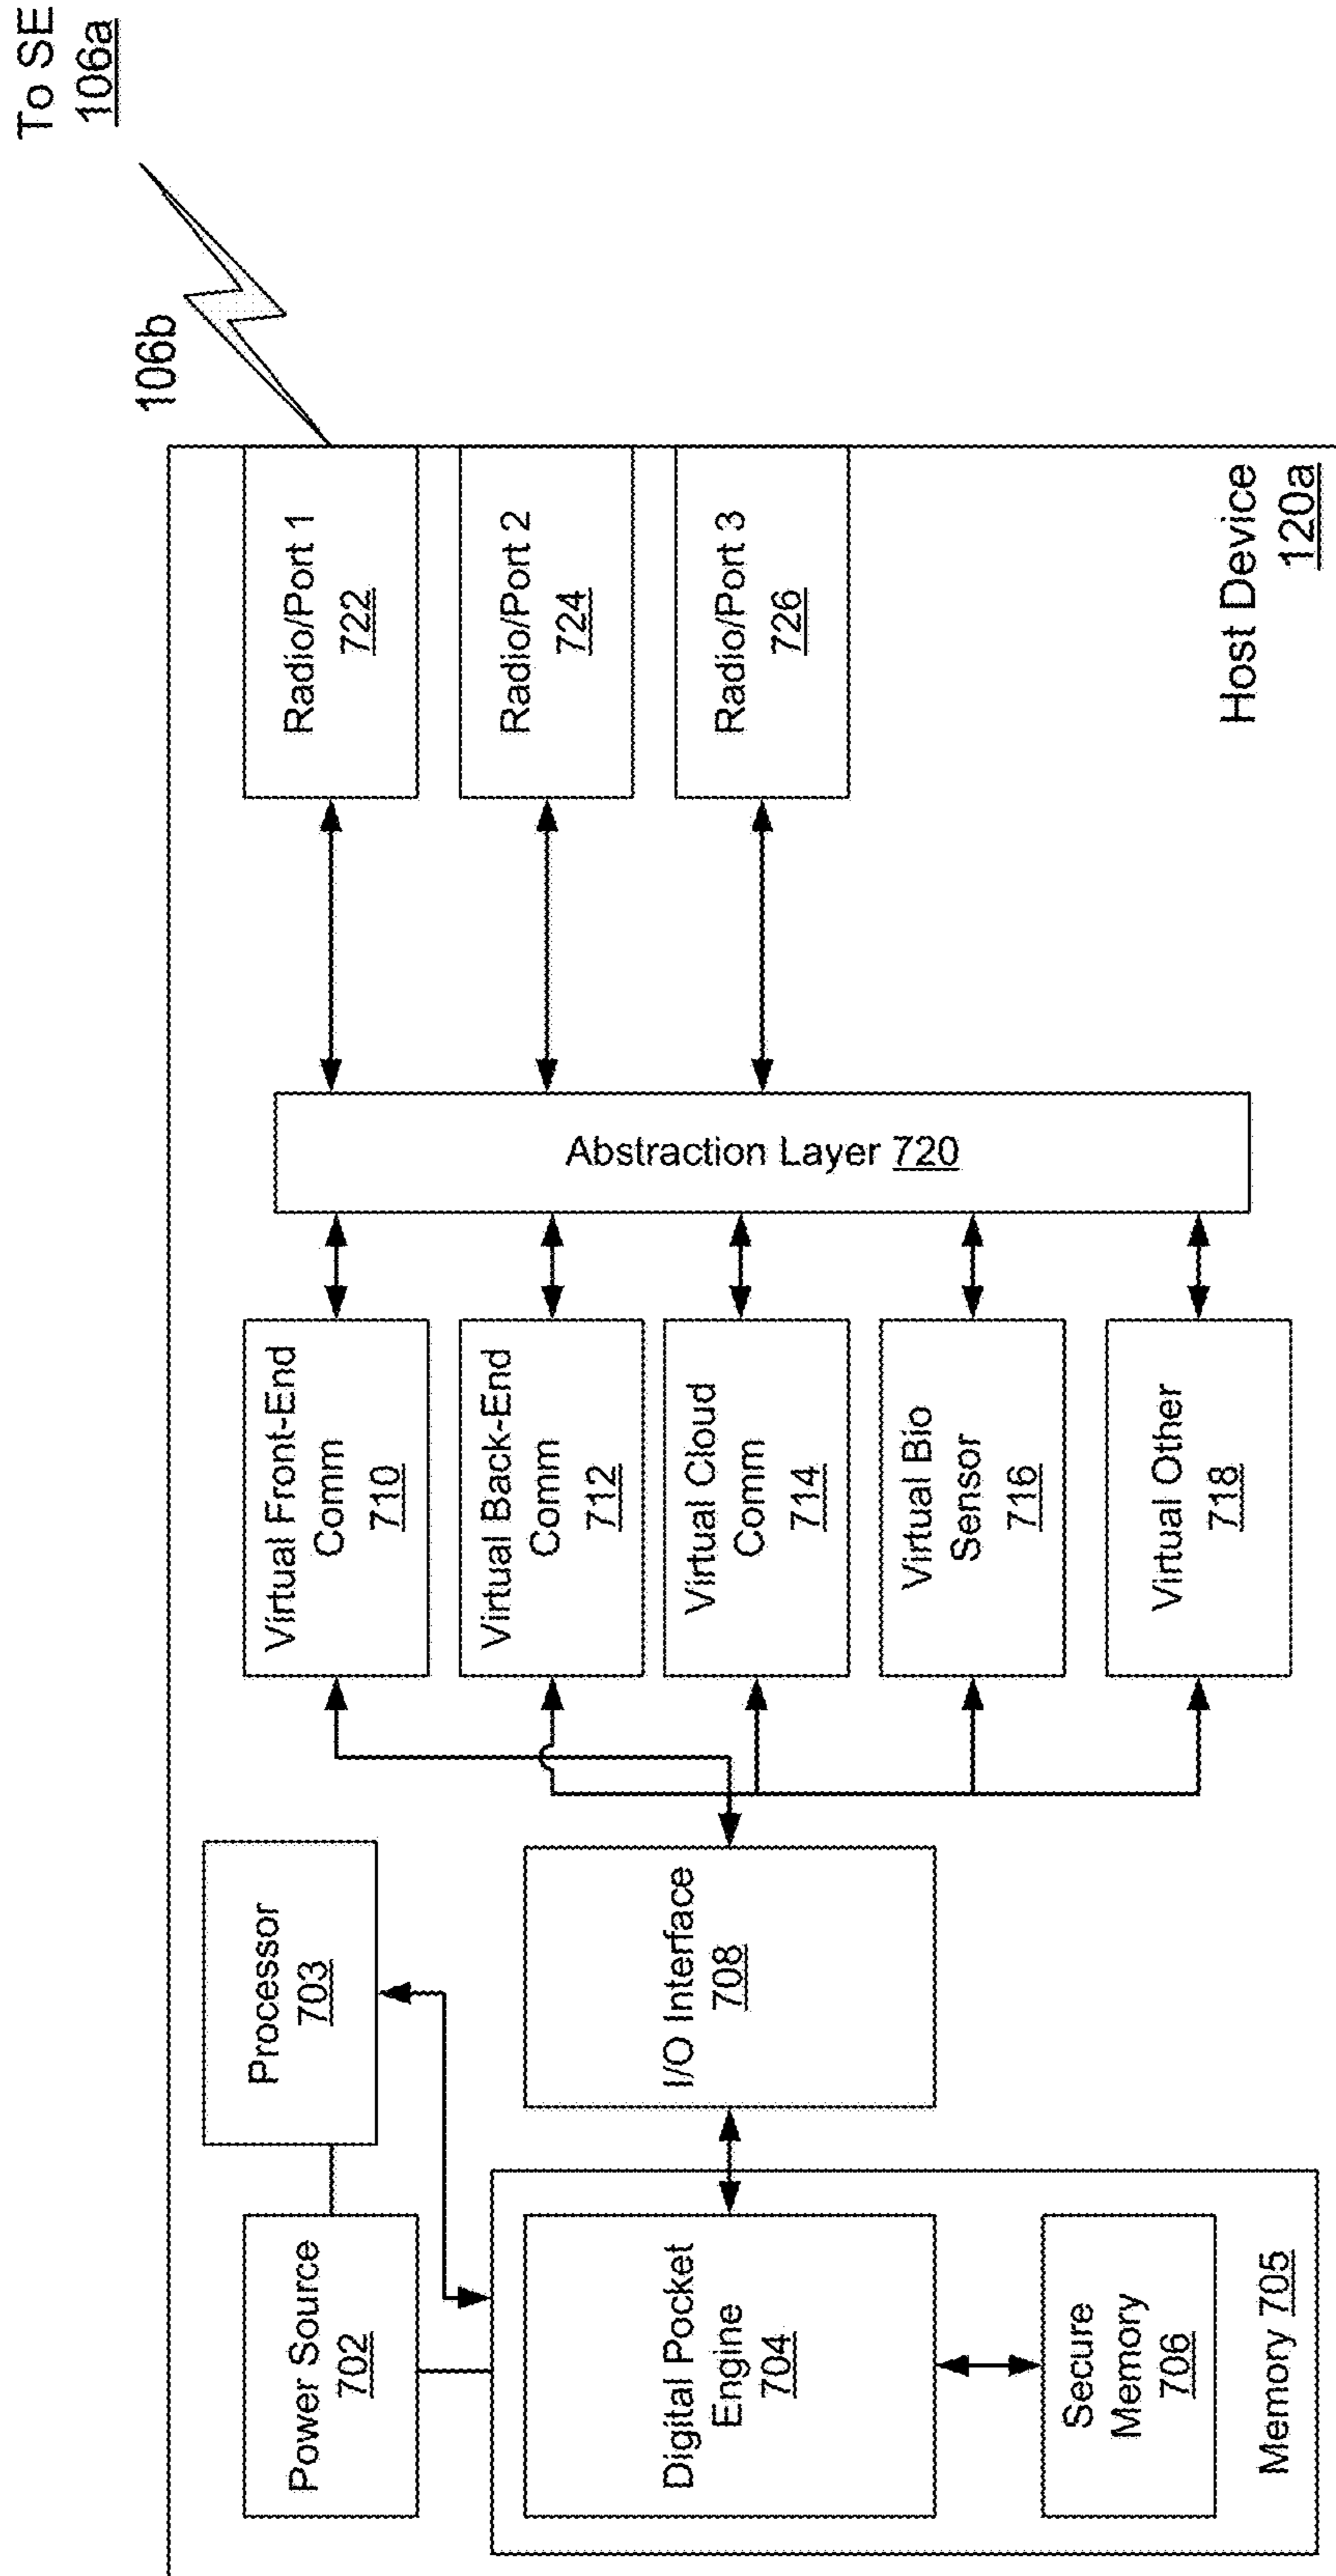 To SE
106a
106b
Power Source
702
Processor
703
Digital Pocket
Engine
704
Secure
Memory
706
Memory 705
I/O Interface
708
Virtual Front-End
Comm
710
Virtual Back-End
Comm
712
Virtual Cloud
Comm
714
Virtual Bio
Sensor
716
Virtual Other
718
Abstraction Layer 720
Radio/Port 1
722
Radio/Port 2
724
Radio/Port 3
726
Host Device
120a